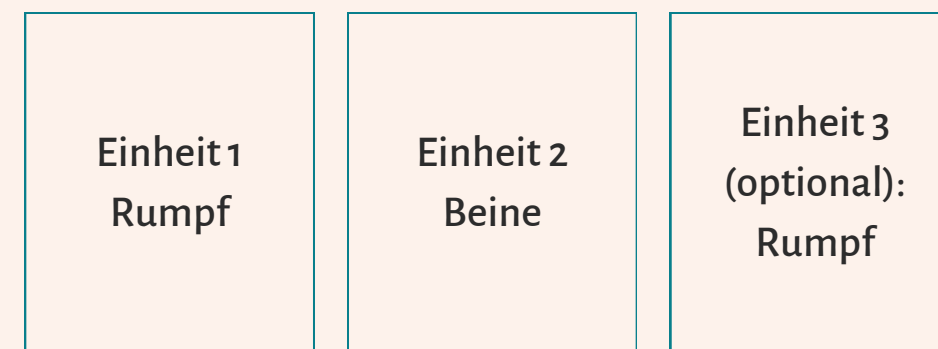 Einheit 1
Rumpf
Einheit 2
Beine
Einheit 3
(optional):
Rumpf